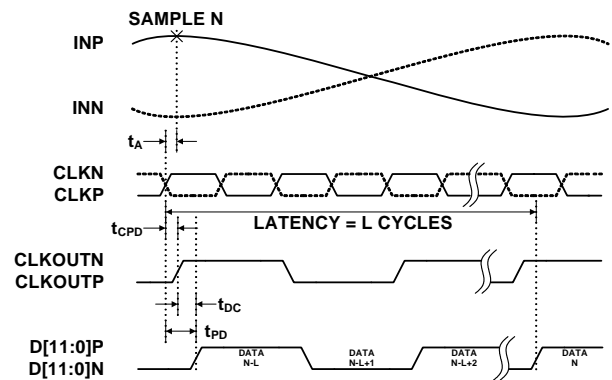 SAMPLE N
INP
INN
tA
CLKN
CLKP
LATENCY = L CYCLES
tCPD
CLKOUTN
CLKOUTP
tDC
tPD
D[11:0]P
D[11:0]N
DATA
N-L
DATA
N-L+1
DATA
N-L+2
DATA
N